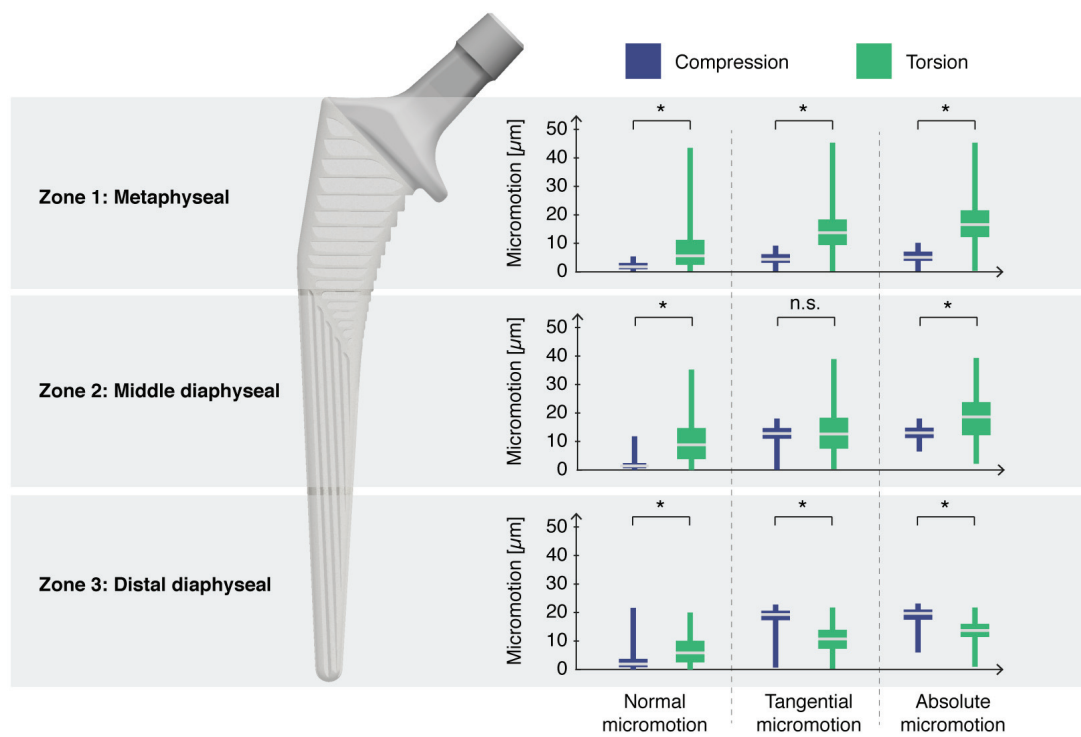 Compression
Torsion
Zone 1: Metaphyseal
Micromotion [µm]
50
40
30
20
10
0
*
*
*
Zone 2: Middle diaphyseal
Micromotion [µm]
50
40
30
20
10
0
*
n.s.
*
Zone 3: Distal diaphyseal
Micromotion [µm]
50
40
30
20
10
0
*
*
*
Normal
micromotion
Tangential
micromotion
Absolute
micromotion